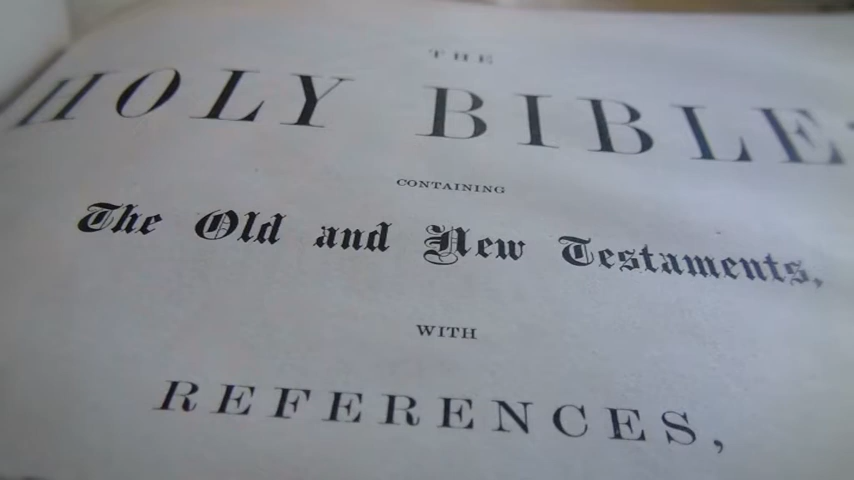 THE
HOLY BIBLE
CONTAINING
The Old and New Testaments,
WITH
REFERENCES,